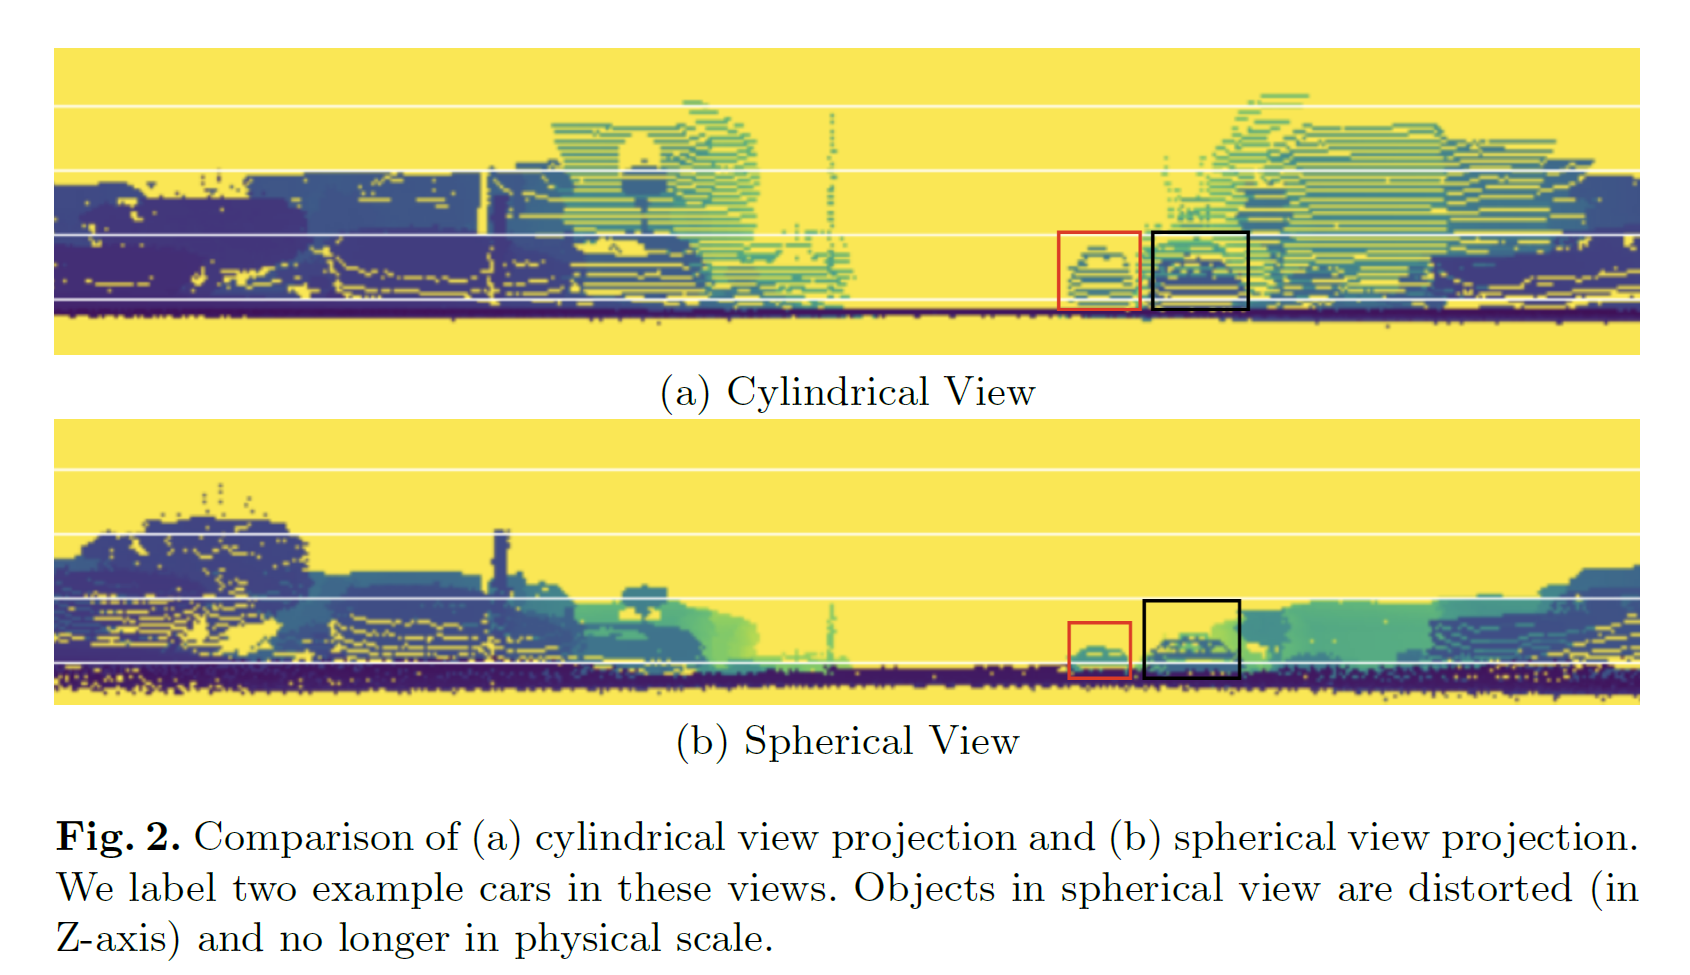 (a) Cylindrical View
(b) Spherical View
Fig. 2. Comparison of (a) cylindrical view projection and (b) spherical view projection.
We label two example cars in these views. Objects in spherical view are distorted (in
Z-axis) and no longer in physical scale.